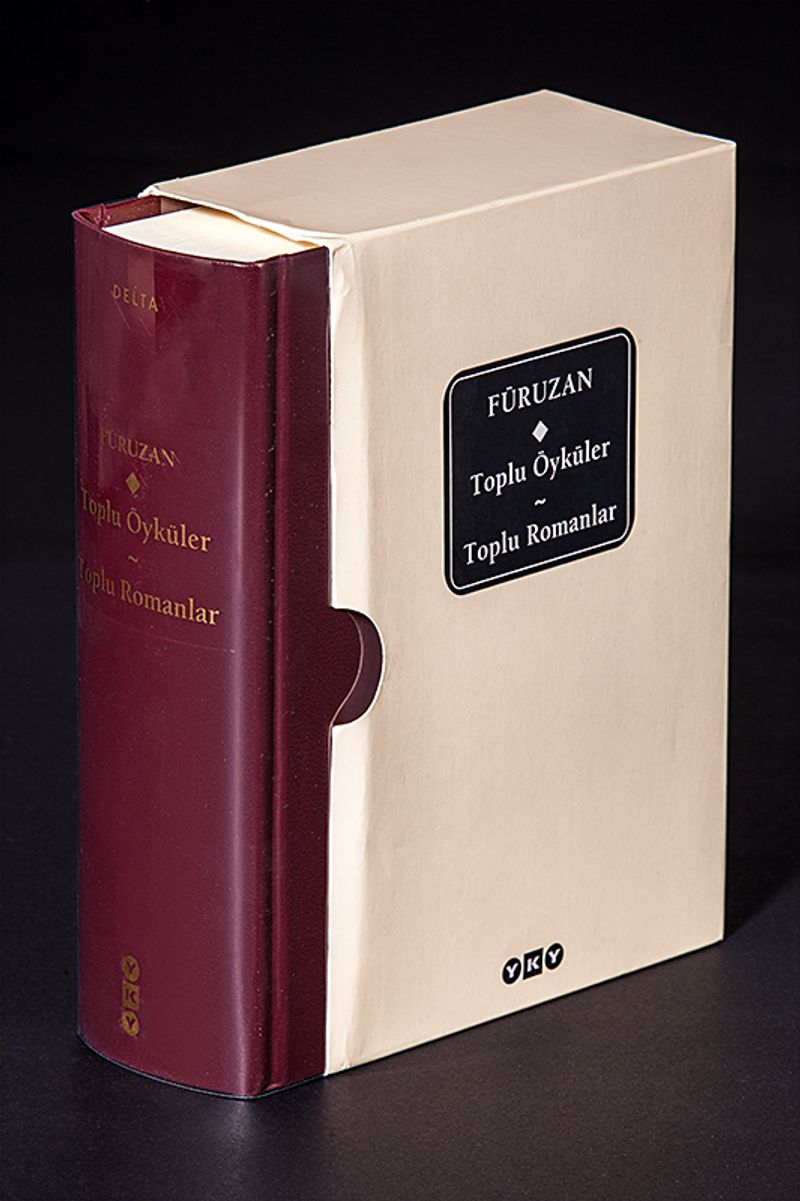 DELTA
FÜRUZAN
Toplu Öyküler
~
Toplu Romanlar
YKY
FÜRUZAN
Toplu Öyküler
~
Toplu Romanlar
YKY